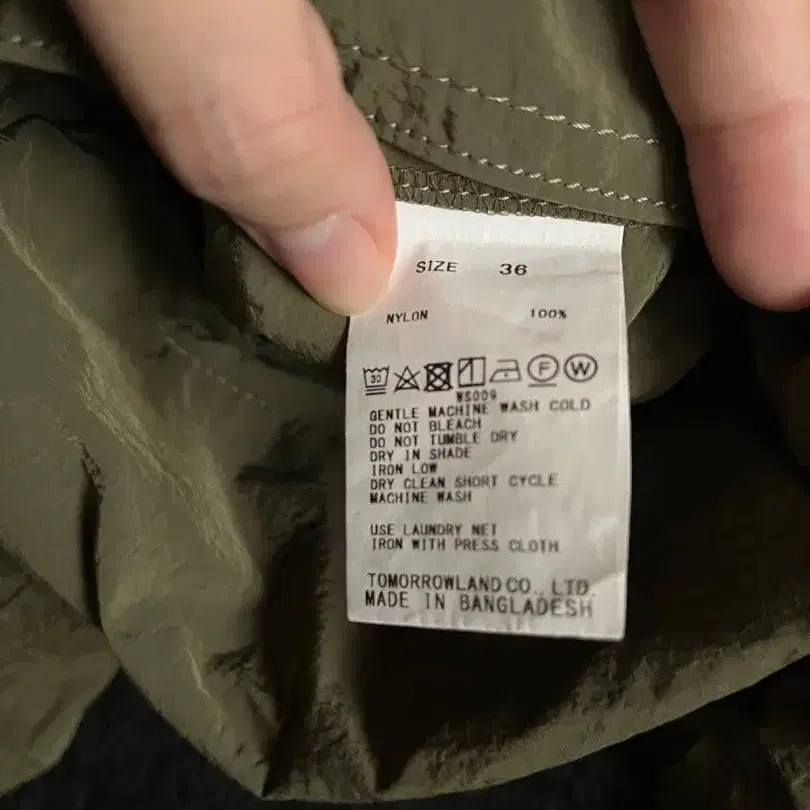 SIZE 36
NYLON 100%
30 F W
WS009
GENTLE MACHINE WASH COLD
DO NOT BLEACH
DO NOT TUMBLE DRY
DRY IN SHADE
IRON LOW
DRY CLEAN SHORT CYCLE
MACHINE WASH
USE LAUNDRY NET
IRON WITH PRESS CLOTH
TOMORROWLAND CO., LTD.
MADE IN BANGLADESH